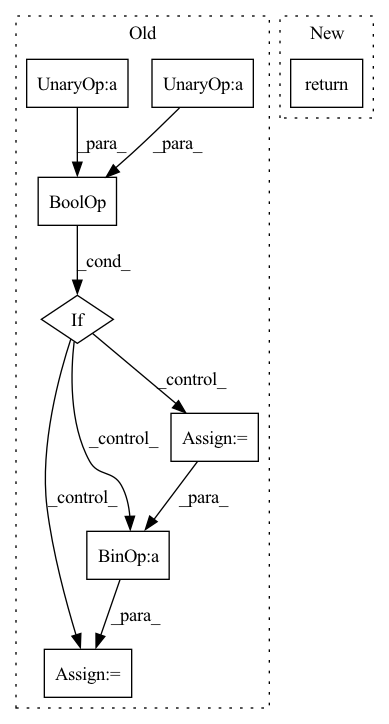 Old
New
UnaryOp:a
UnaryOp:a
return
_para_
_para_
BoolOp
_cond_
If
_control_
Assign:=
_control_
_control_
_para_
BinOp:a
_para_
Assign:=